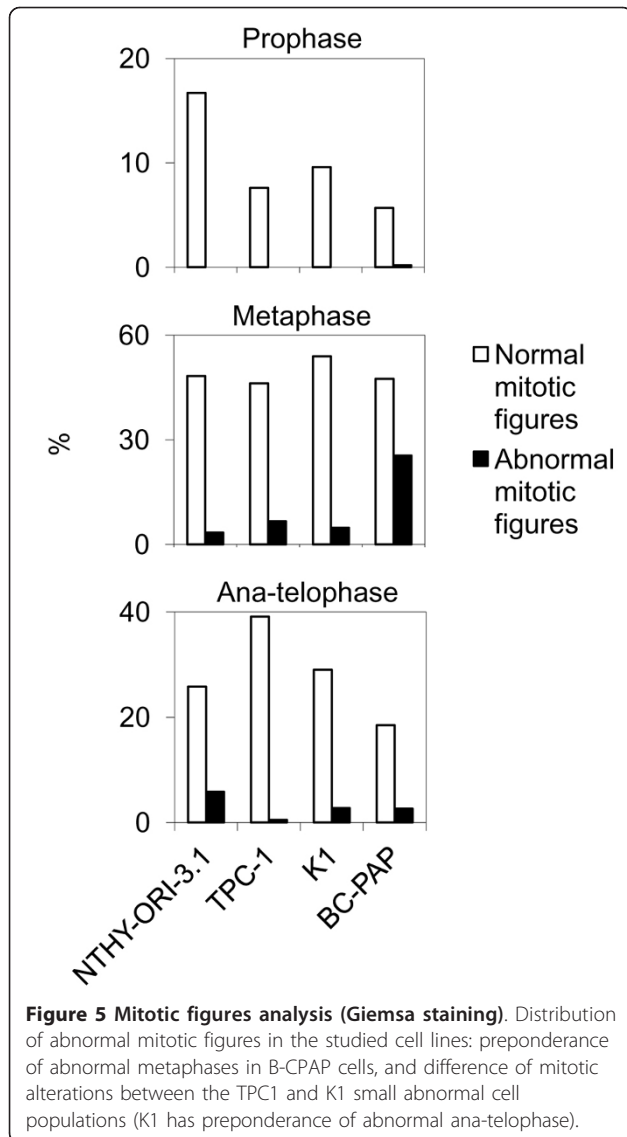 Prophase
20
10
0
Metaphase
60
30
0
%
Normal
mitotic
figures
Abnormal
mitotic
figures
Ana-telophase
40
20
0
NTHY-ORI-3.1
TPC-1
K1
BC-PAP
Figure 5 Mitotic figures analysis (Giemsa staining). Distribution
of abnormal mitotic figures in the studied cell lines: preponderance
of abnormal metaphases in B-CPAP cells, and difference of mitotic
alterations between the TPC1 and K1 small abnormal cell
populations (K1 has preponderance of abnormal ana-telophase).